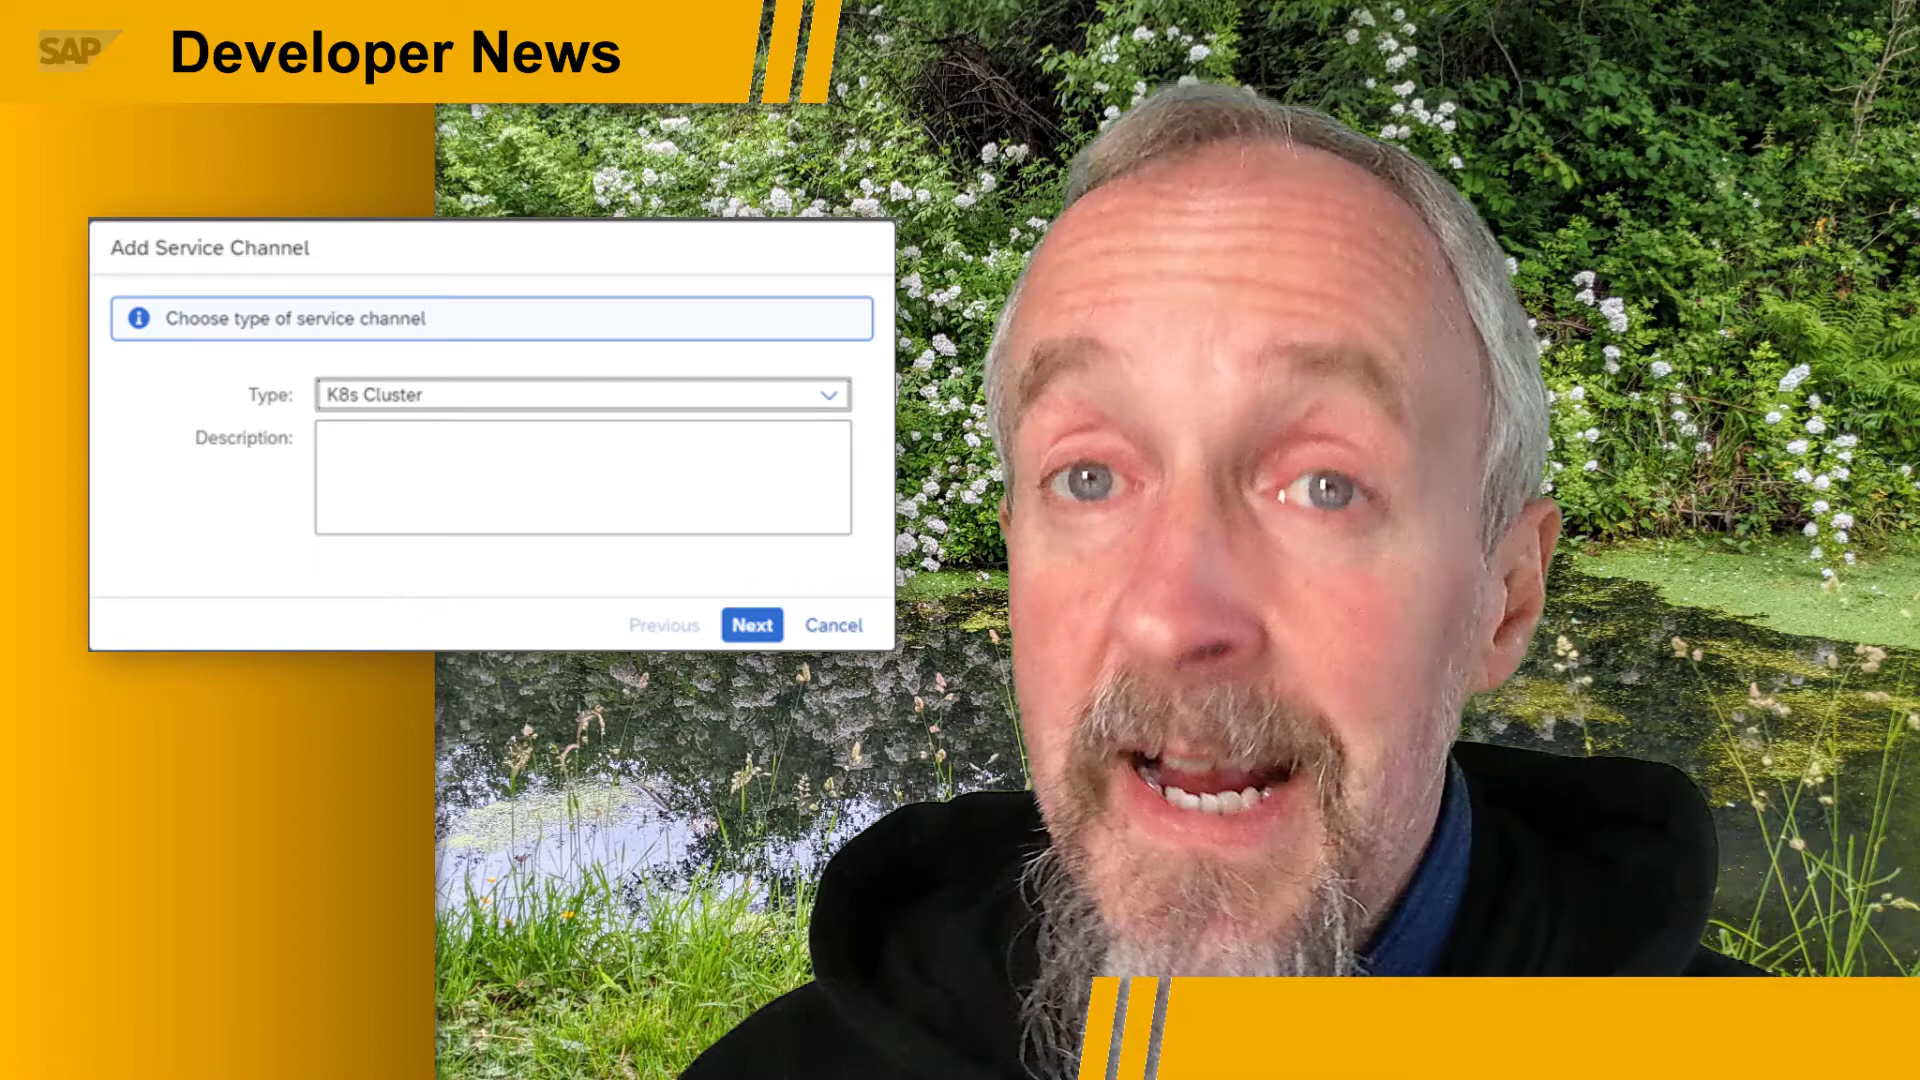 SAP
Developer News
Add Service Channel
Choose type of service channel
Type: K8s Cluster
Description:
Previous Next Cancel